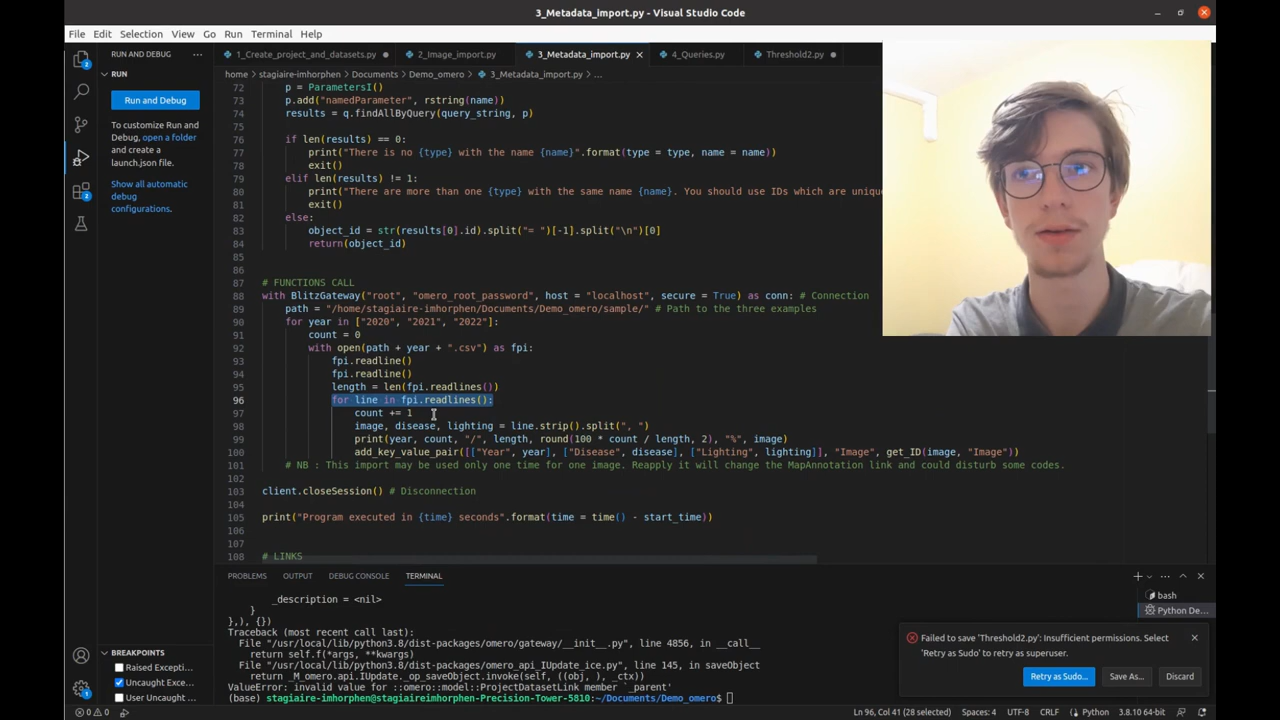 3_Metadata_import.py - Visual Studio Code
File Edit Selection View Go Run Terminal Help
RUN AND DEBUG ···
1_Create_project_and_datasets.py
2_Image_import.py
3_Metadata_import.py
4_Queries.py
Threshold2.py
home > stagiaire-imhorphen > Documents > Demo_omero > 3_Metadata_import.py > ...
RUN
Run and Debug
To customize Run and
Debug, open a folder and
create a
launch.json file.
Show all automatic
debug
configurations.
72 p = ParametersI()
73 p.add("namedParameter", rstring(name))
74 results = q.findAllByQuery(query_string, p)
75
76 if len(results) == 0:
77 print("There is no {type} with the name {name}".format(type = type, name = name))
78 exit()
79 elif len(results) != 1:
80 print("There are more than one {type} with the same name {name}. You should use IDs which are unique
81 exit()
82 else:
83 object_id = str(results[0].id).split("= ")[-1].split("\n")[0]
84 return(object_id)
85
86
87 # FUNCTIONS CALL
88 with BlitzGateway("root", "omero_root_password", host = "localhost", secure = True) as conn: # Connection
89 path = "/home/stagiaire-imhorphen/Documents/Demo_omero/sample/" # Path to the three examples
90 for year in ["2020", "2021", "2022"]:
91 count = 0
92 with open(path + year + ".csv") as fpi:
93 fpi.readline()
94 fpi.readline()
95 length = len(fpi.readlines())
96 for line in fpi.readlines():
97 count += 1
98 image, disease, lighting = line.strip().split(", ")
99 print(year, count, "/", length, round(100 * count / length, 2), "%", image)
100 add_key_value_pair([["Year", year], ["Disease", disease], ["Lighting", lighting]], "Image", get_ID(image, "Image"))
101 # NB : This import may be used only one time for one image. Reapply it will change the MapAnnotation link and could disturb some codes.
102
103 client.closeSession() # Disconnection
104
105 print("Program executed in {time} seconds".format(time = time() - start_time))
106
107
108 # LINKS
PROBLEMS OUTPUT DEBUG CONSOLE TERMINAL
_description = <nil>
}
},), {})
Traceback (most recent call last):
File "/usr/local/lib/python3.8/dist-packages/omero/gateway/__init__.py", line 4856, in __call__
return self.f(*args, **kwargs)
File "/usr/local/lib/python3.8/dist-packages/omero_api_IUpdate_ice.py", line 145, in saveObject
return _M_omero.api.IUpdate._op_saveObject.invoke(self, ((obj, ), _ctx))
ValueError: invalid value for ::omero::model::ProjectDatasetLink member `_parent'
(base) stagiaire-imhorphen@stagiaireimhorphen-Precision-Tower-5810:~/Documents/Demo_omero$
bash
Python De...
Failed to save 'Threshold2.py': Insufficient permissions. Select
'Retry as Sudo' to retry as superuser.
Retry as Sudo... Save As... Discard
BREAKPOINTS
Raised Excepti...
Uncaught Exce...
User Uncaught ...
2
2
1
0 0
Ln 96, Col 41 (28 selected) Spaces: 4 UTF-8 CRLF Python 3.8.10 64-bit